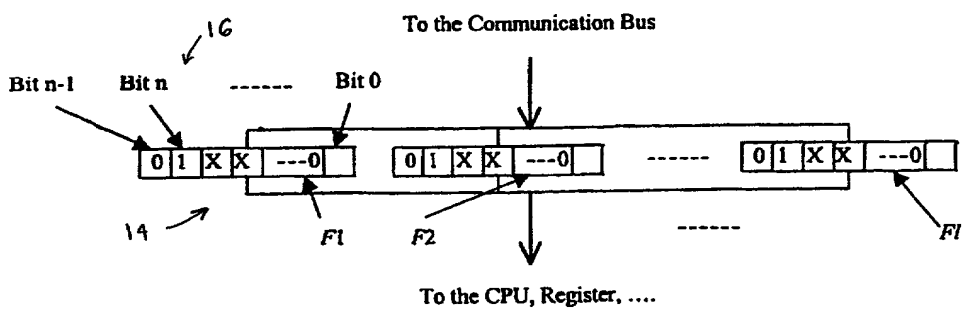 16
To the Communication Bus
Bit n-1 Bit n ------ Bit 0
0 1 X X ---0 0 1 X X ---0 ------ 0 1 X X ---0
14 F1 F2 ------ Fl
To the CPU, Register, ....